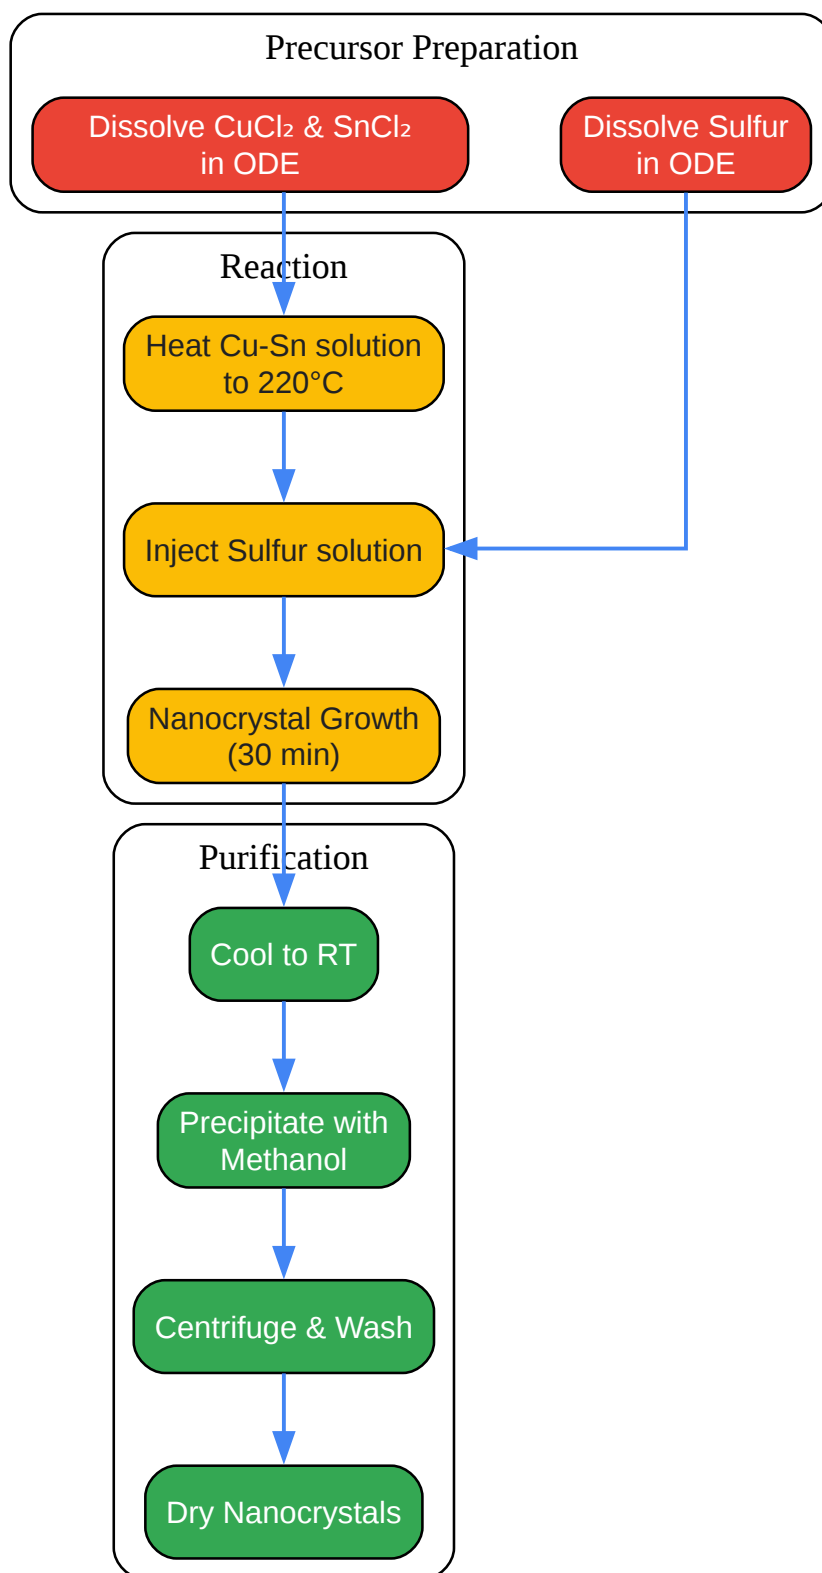 Precursor Preparation
Dissolve CuCl₂ & SnCl₂
in ODE
Dissolve Sulfur
in ODE
Reaction
Heat Cu-Sn solution
to 220°C
Inject Sulfur solution
Nanocrystal Growth
(30 min)
Purification
Cool to RT
Precipitate with
Methanol
Centrifuge & Wash
Dry Nanocrystals